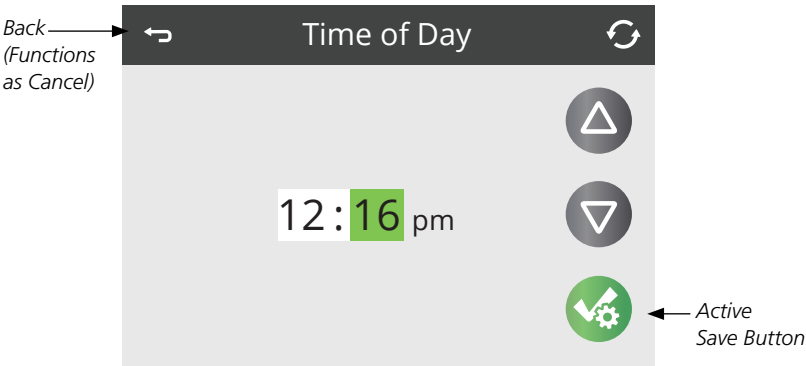 Back
(Functions
as Cancel)
Time of Day
12:16 pm
Active
Save Button